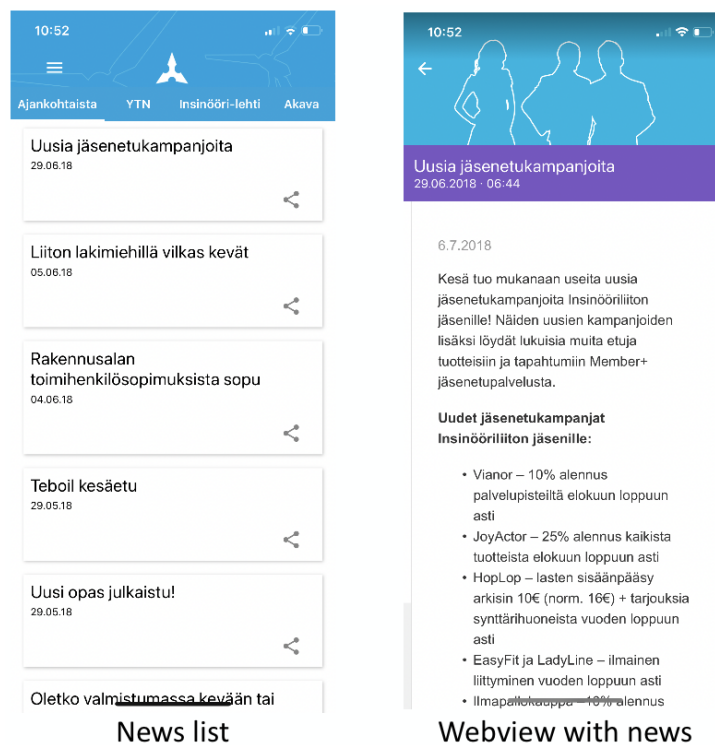 10:52
Ajankohtaista YTN Insinööri-lehti Akava
Uusia jäsenetukampanjoita
29.06.18
Liiton lakimiehillä vilkas kevät
05.06.18
Rakennusalan
toimihenkilösopimuksista sopu
04.06.18
Teboil kesäetu
29.05.18
Uusi opas julkaistu!
29.05.18
Oletko valmistumassa kevään tai
News list
10:52
Uusia jäsenetukampanjoita
29.06.2018 · 06:44
6.7.2018
Kesä tuo mukanaan useita uusia
jäsenetukampanjoita Insinööriliiton
jäsenille! Näiden uusien kampanjoiden
lisäksi löydät lukuisia muita etuja
tuotteisiin ja tapahtumiin Member+
jäsenetupalvelusta.
Uudet jäsenetukampanjat
Insinööriliiton jäsenille:
• Vianor – 10% alennus
palvelupisteiltä elokuun loppuun
asti
• JoyActor – 25% alennus kaikista
tuotteista elokuun loppuun asti
• HopLop – lasten sisäänpääsy
arkisin 10€ (norm. 16€) + tarjouksia
synttärihuoneista vuoden loppuun
asti
• EasyFit ja LadyLine – ilmainen
liittyminen vuoden loppuun asti
• Ilmapallokauppa – 10% alennus
Webview with news